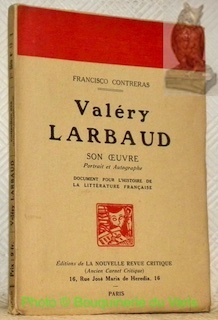 FRANCISCO CONTRERAS
Valéry
LARBAUD
SON ŒUVRE
Portrait et Autographe
DOCUMENT POUR L'HISTOIRE DE
LA LITTÉRATURE FRANÇAISE
Éditions de LA NOUVELLE REVUE CRITIQUE
(Ancien Carnet Critique)
16, Rue José Maria de Heredia, 16
PARIS